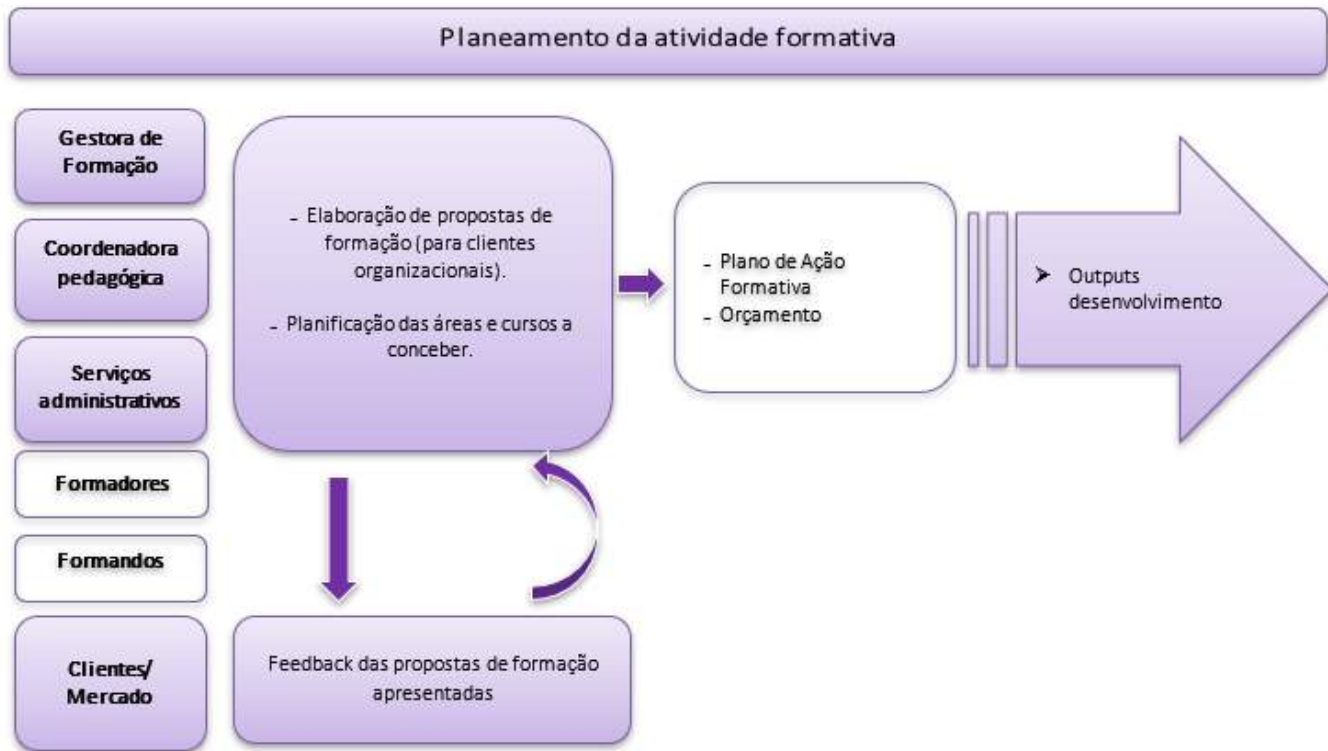 Planeamento da atividade formativa
Gestora de
Formação
Coordenadora
pedagógica
Serviços
administrativos
Formadores
Formandos
Clientes/
Mercado
- Elaboração de propostas de
formação (para clientes
organizacionais).
- Planificação das áreas e cursos a
conceber.
- Plano de Ação
Formativa
- Orçamento
➤ Outputs
desenvolvimento
Feedback das propostas de formação
apresentadas